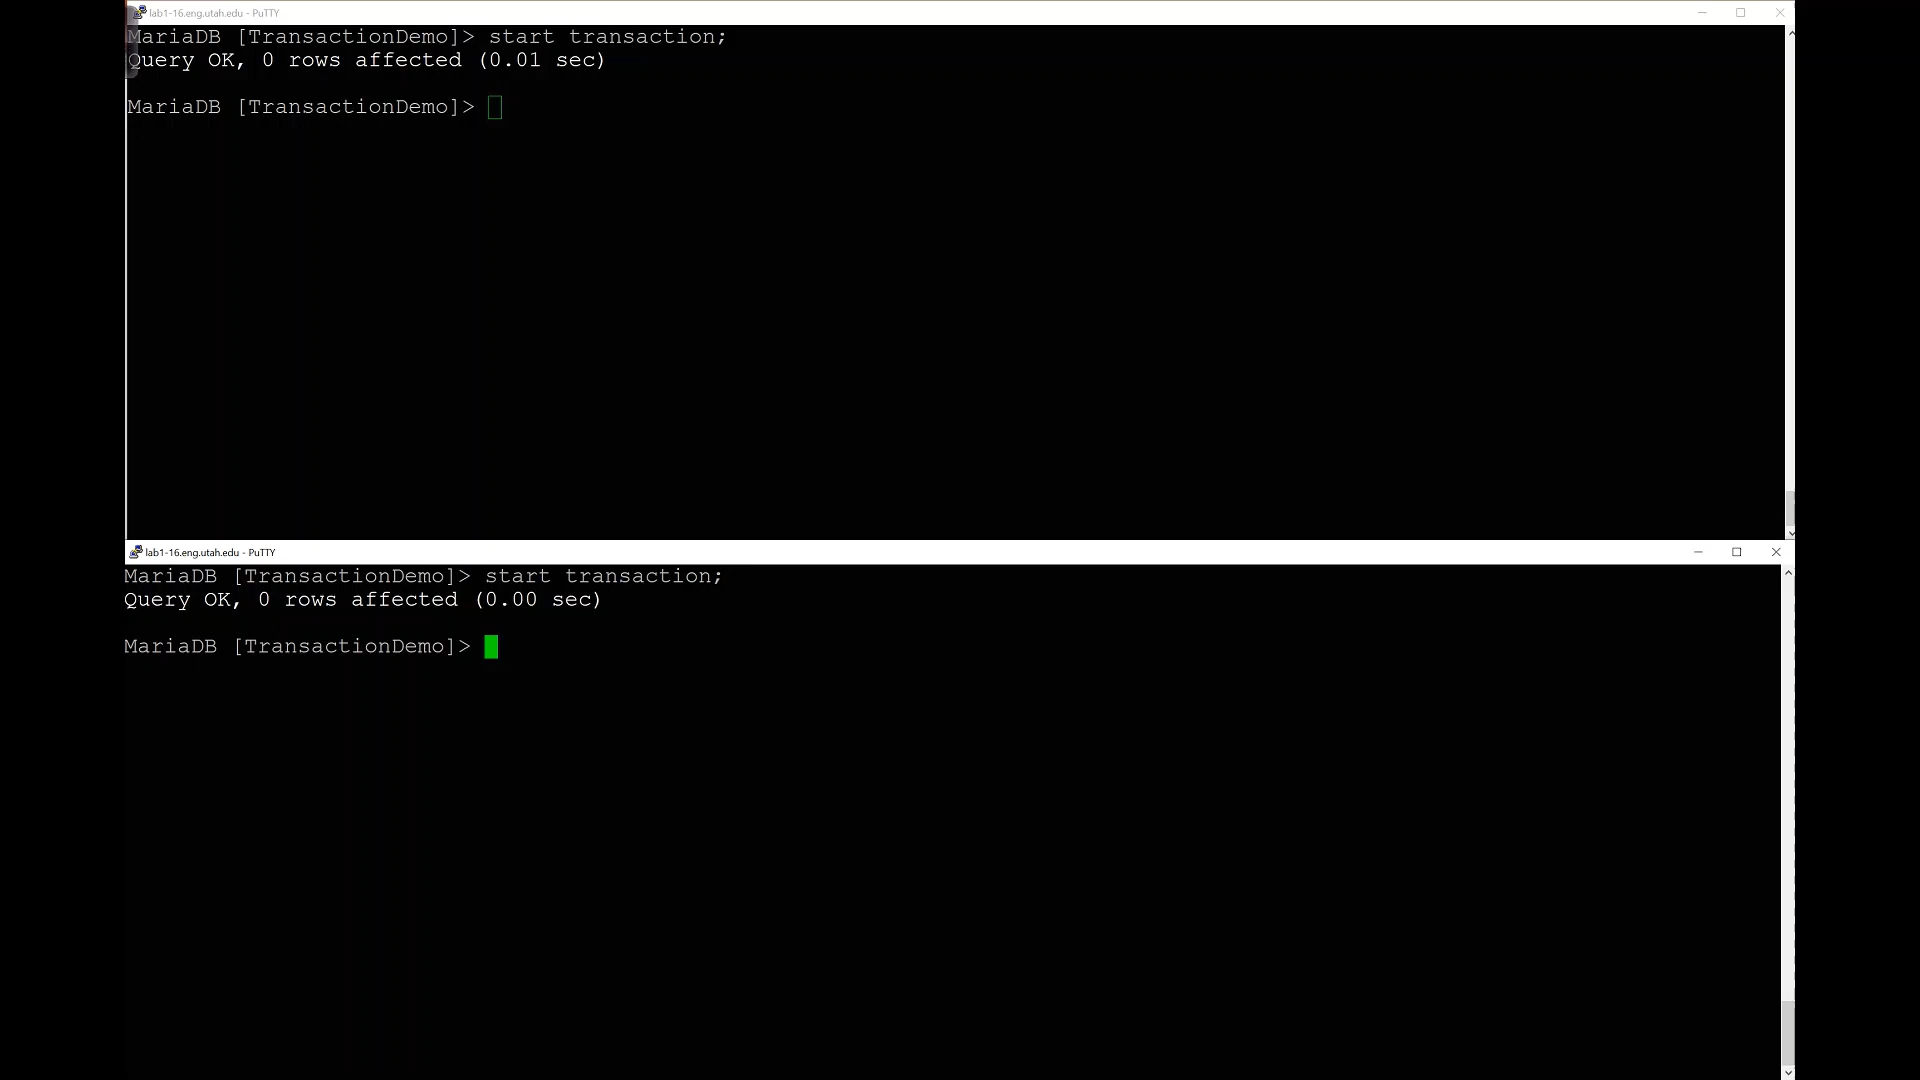 lab1-16.eng.utah.edu - PuTTY
MariaDB [TransactionDemo]> start transaction;
Query OK, 0 rows affected (0.01 sec)
MariaDB [TransactionDemo]>
lab1-16.eng.utah.edu - PuTTY
MariaDB [TransactionDemo]> start transaction;
Query OK, 0 rows affected (0.00 sec)
MariaDB [TransactionDemo]>